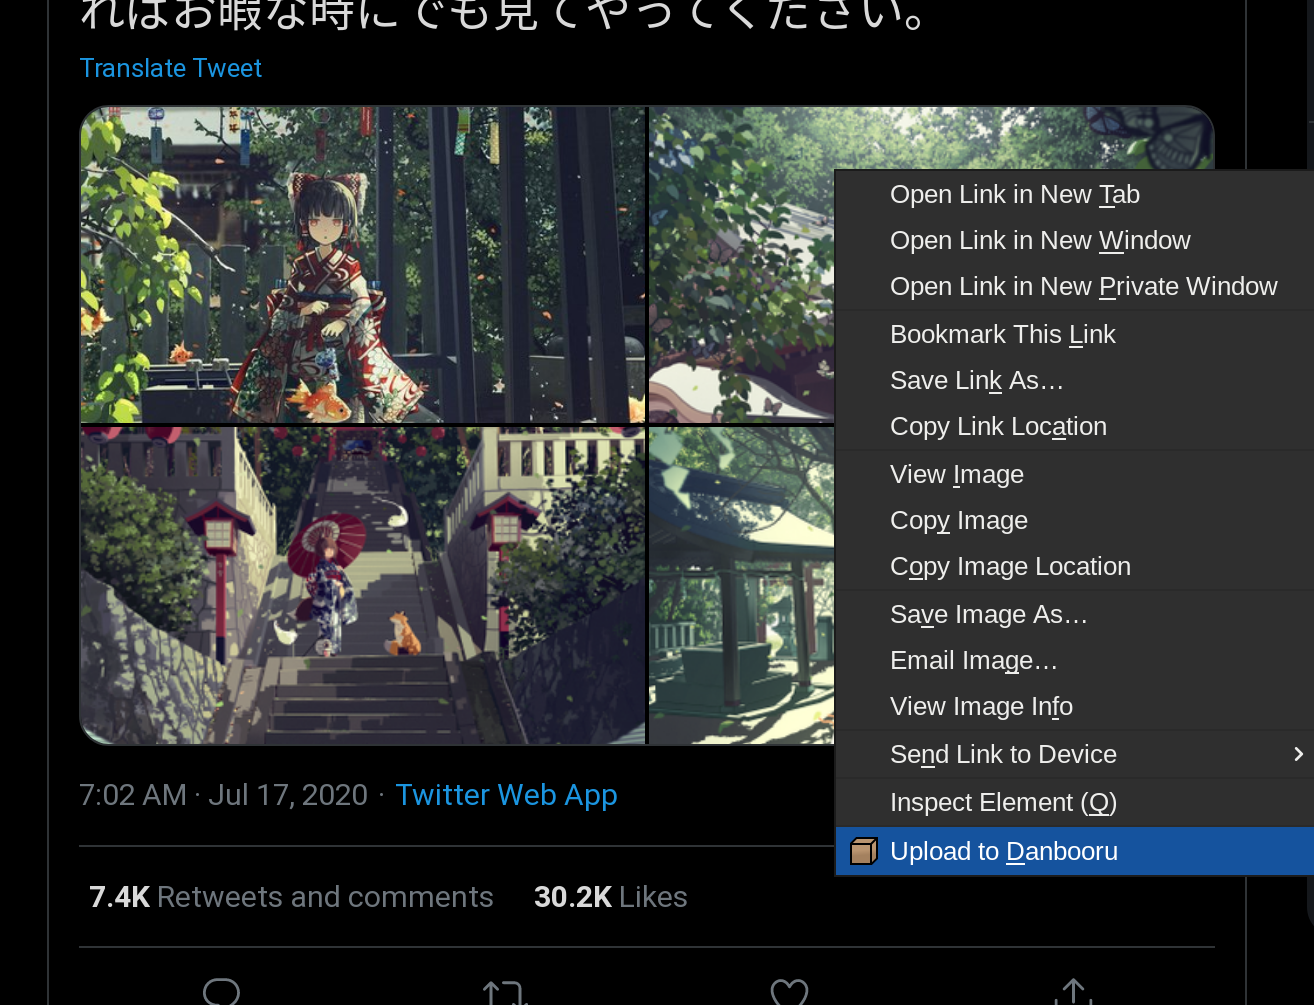 ればお暇な時にでも見てやってください。
Translate Tweet
Open Link in New Tab
Open Link in New Window
Open Link in New Private Window
Bookmark This Link
Save Link As…
Copy Link Location
View Image
Copy Image
Copy Image Location
Save Image As…
Email Image…
View Image Info
Send Link to Device
Inspect Element (Q)
Upload to Danbooru
7:02 AM · Jul 17, 2020 · Twitter Web App
7.4K Retweets and comments 30.2K Likes